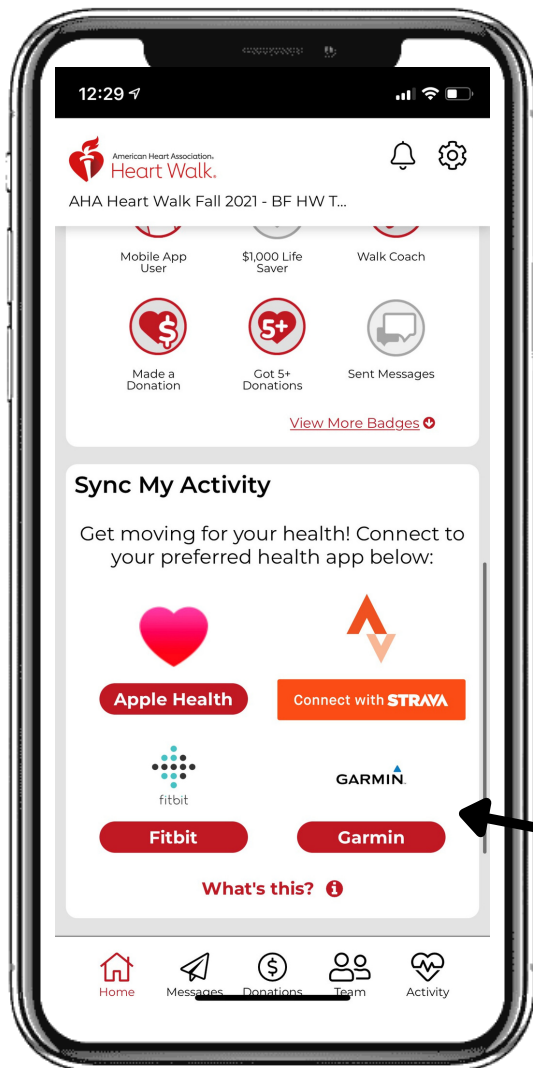 12:29
American Heart Association.
Heart Walk.
AHA Heart Walk Fall 2021 - BF HW T...
Mobile App
User
$1,000 Life
Saver
Walk Coach
$
5+
Made a
Donation
Got 5+
Donations
Sent Messages
View More Badges
Sync My Activity
Get moving for your health! Connect to
your preferred health app below:
Apple Health
Connect with STRAVA
fitbit
GARMIN
Fitbit
Garmin
What's this?
Home
Messages
Donations
Team
Activity